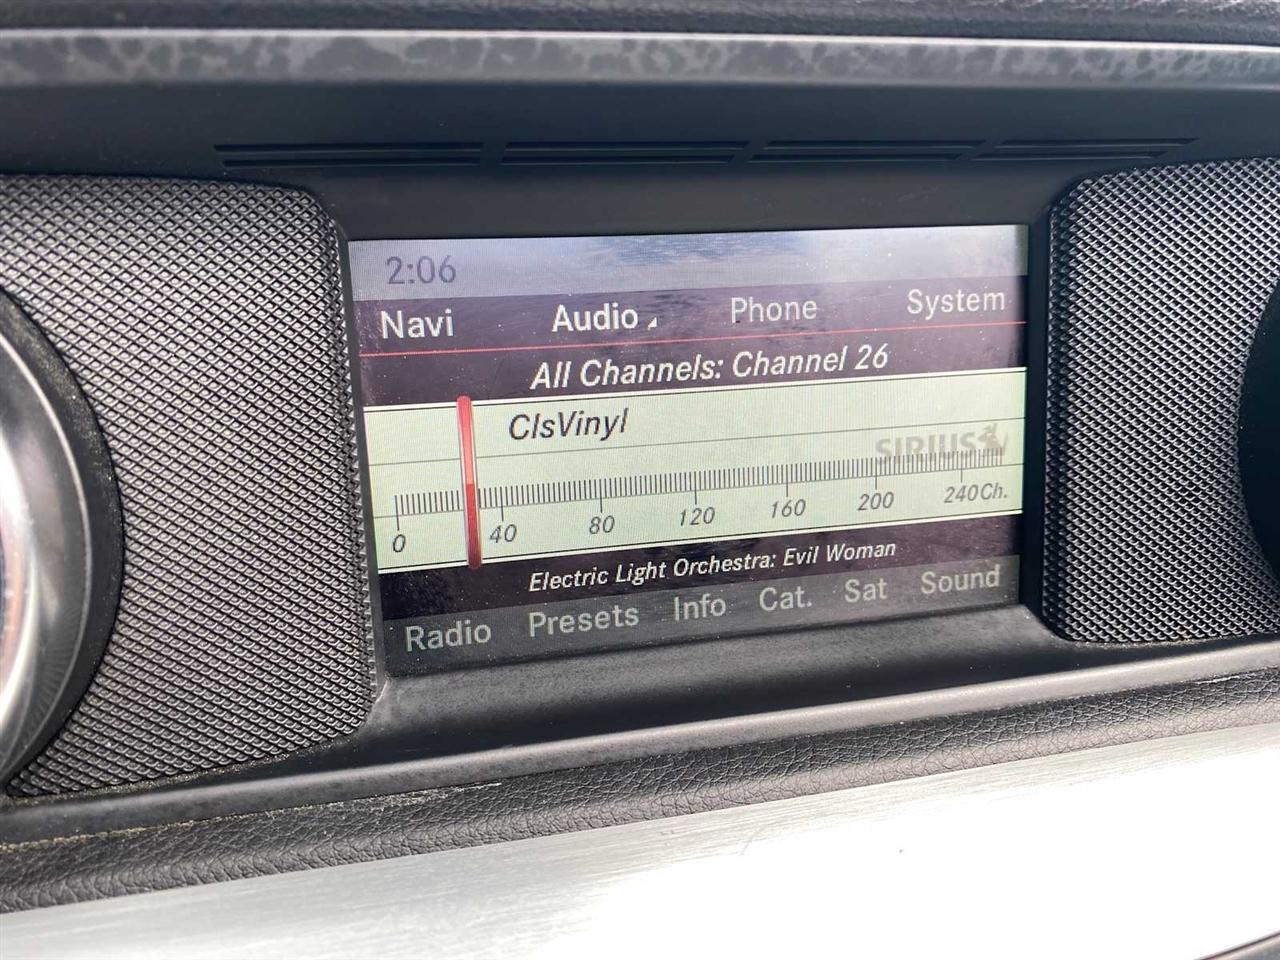 2:06
Navi Audio Phone System
All Channels: Channel 26
ClsVinyl
SIRIUS
0 40 80 120 160 200 240Ch.
Electric Light Orchestra: Evil Woman
Radio Presets Info Cat. Sat Sound